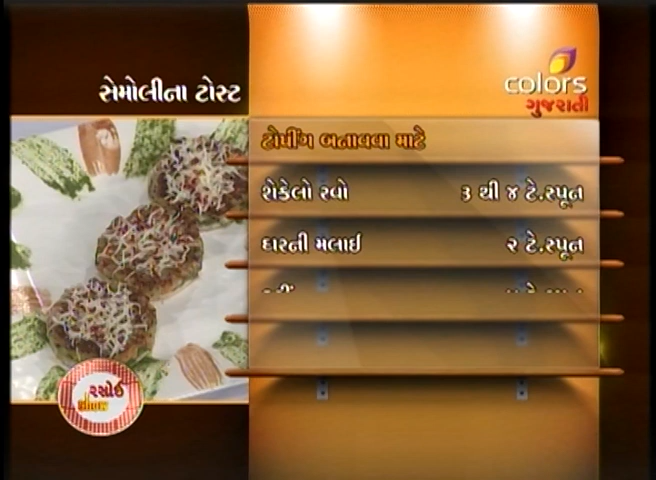 સેમોલીના ટોસ્ટ
colors
ગુજરાતી
ટોપીંગ બનાવવા માટે
શેકેલો રવો ૩ થી ૪ ટે.સ્પૂન
ઘરની મલાઈ ૨ ટે.સ્પૂન
રસોઈ